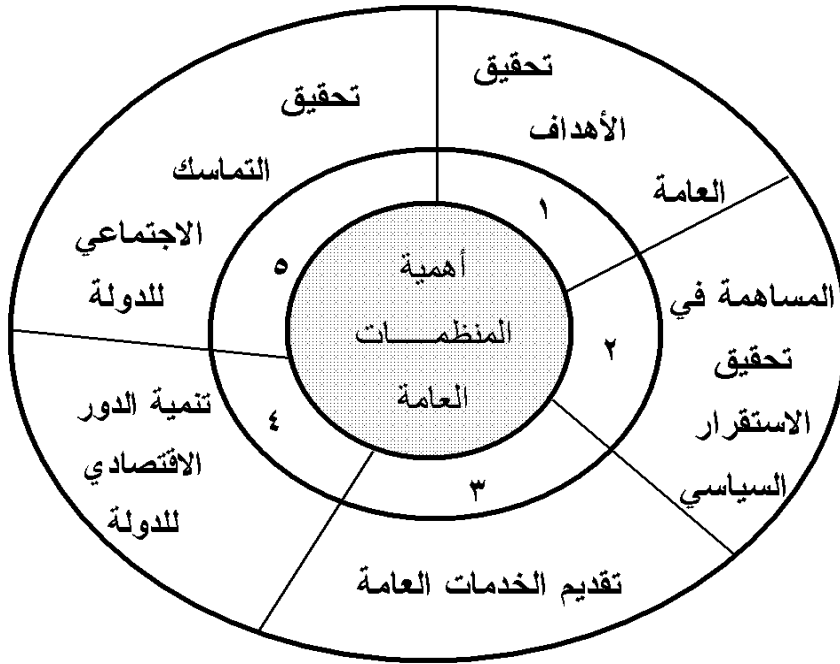 أهمية
المنظمـــــات
العامة
١
تحقيق
الأهداف
العامة
٢
المساهمة في
تحقيق
الاستقرار
السياسي
٣
تقديم الخدمات العامة
٤
تنمية الدور
الاقتصادي
للدولة
٥
تحقيق
التماسك
الاجتماعي
للدولة